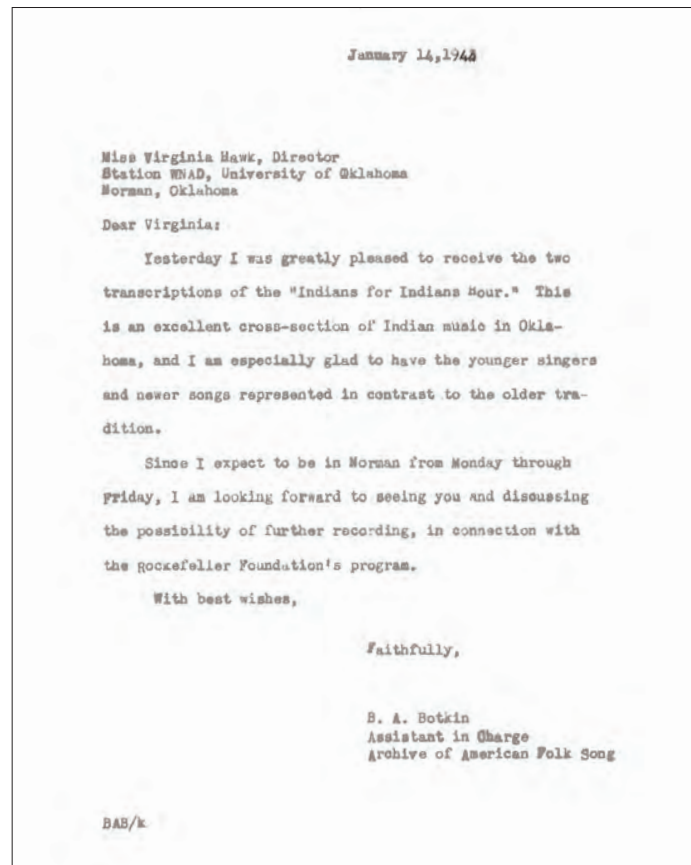 January
Miss Virginia Hawk, Director
Station WNAD, University of Oklahoma
Norman, Oklahoma
Dear Virginia:
Yesterday I was greatly pleased to receive the two
transcriptions of the "Indians for Indians Hour." This
is an excellent cross-section of Indian music in Okla-
homa, and I am especially glad to have the younger singers
and newer songs represented in contrast to the older tra-
dition.
Since I expect to be in Norman from Monday through
Friday, I am looking forward to seeing you and discussing
the possibility of further recording, in connection with
the Rockefeller Foundation's program.
With best wishes,
Faithfully,
B. A. Botkin
Assistant in Charge
Archive of American Folk Song
BAB/k